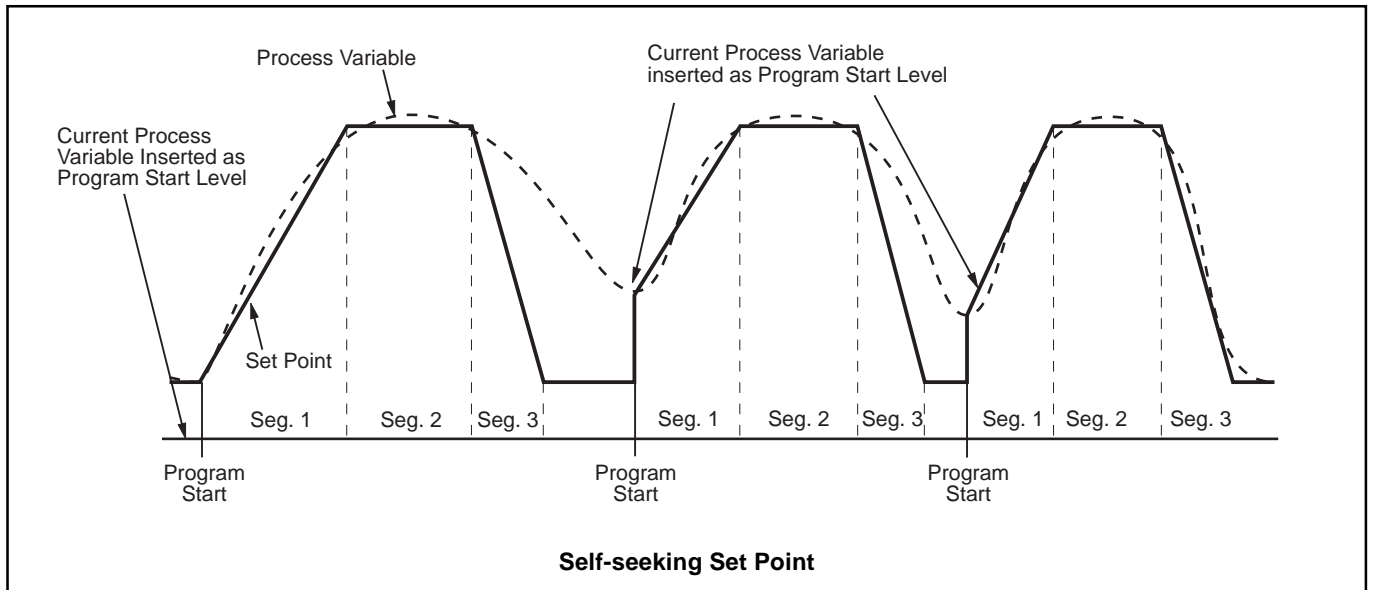 Process Variable
Current Process Variable
inserted as Program Start Level
Current Process
Variable Inserted as
Program Start Level
Set Point
Seg. 1
Seg. 2
Seg. 3
Seg. 1
Seg. 2
Seg. 3
Seg. 1
Seg. 2
Seg. 3
Program
Start
Program
Start
Program
Start
Self-seeking Set Point